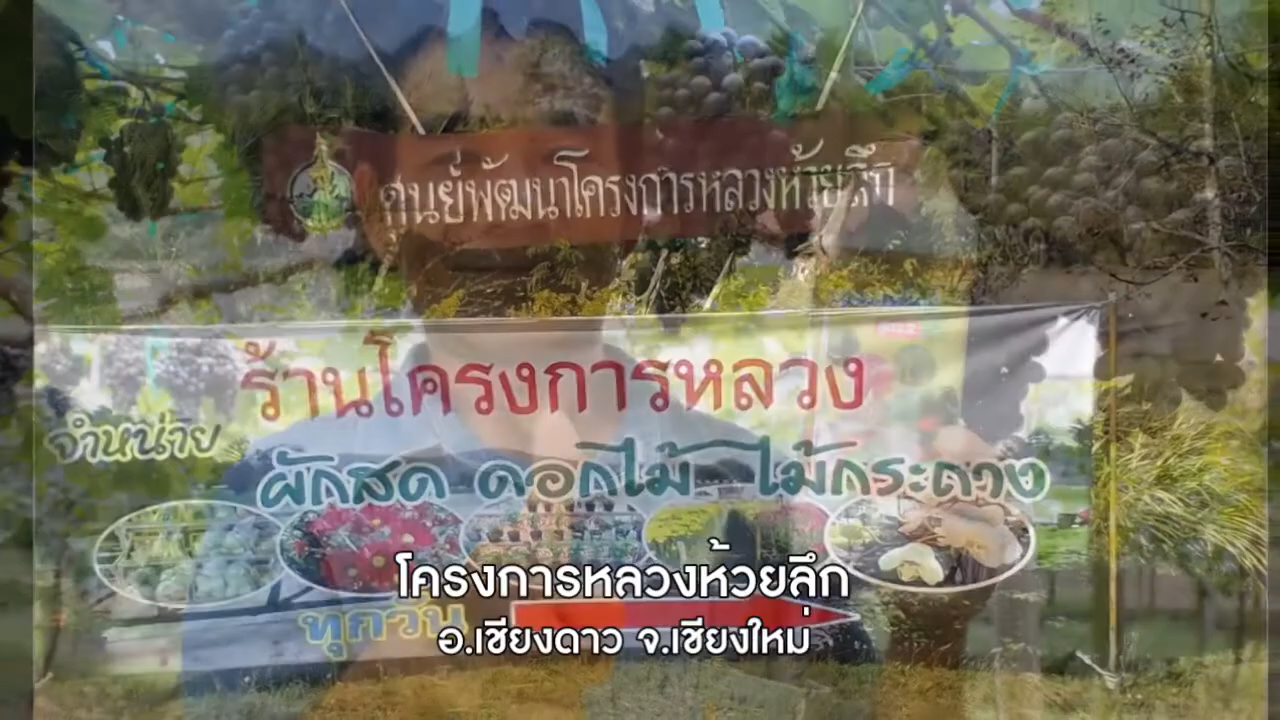 ศูนย์พัฒนาโครงการหลวงห้วยลึก
ร้านโครงการหลวง
จำหน่าย
ผักสด ดอกไม้ ไม้กระถาง
ทุกวัน
โครงการหลวงห้วยลึก
อ.เชียงดาว จ.เชียงใหม่